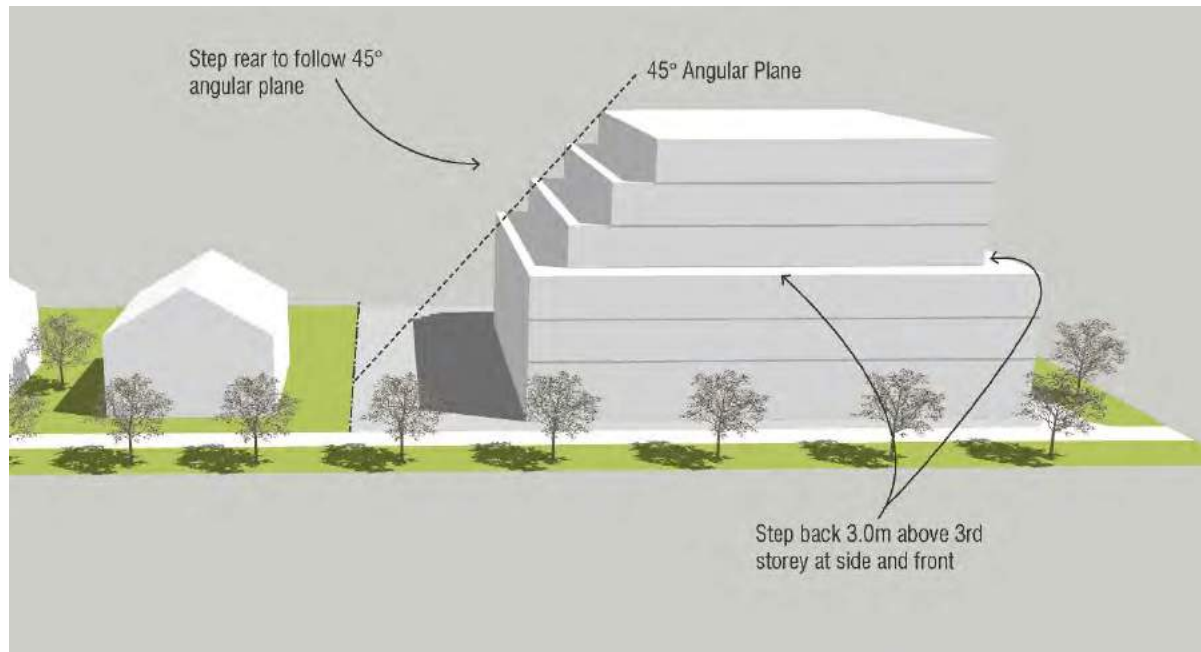 Step rear to follow 45°
angular plane
45° Angular Plane
Step back 3.0m above 3rd
storey at side and front